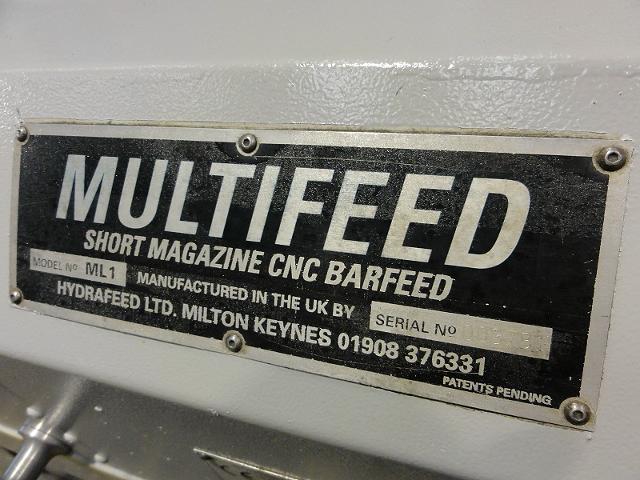 MULTIFEED
SHORT MAGAZINE CNC BARFEED
MODEL Nº ML1
MANUFACTURED IN THE UK BY
SERIAL Nº
HYDRAFEED LTD. MILTON KEYNES 01908 376331
PATENTS PENDING